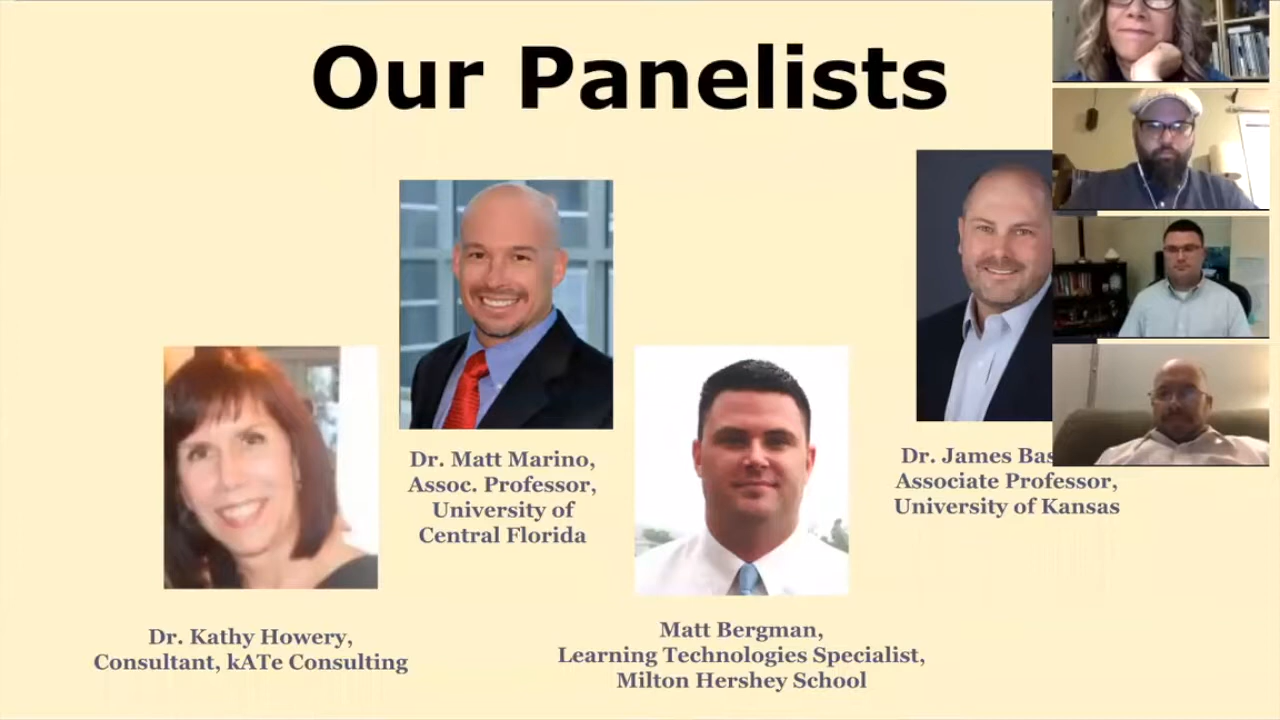 Our Panelists
Dr. Matt Marino,
Assoc. Professor,
University of
Central Florida
Dr. James
Associate Professor,
University of Kansas
Dr. Kathy Howery,
Consultant, kATe Consulting
Matt Bergman,
Learning Technologies Specialist,
Milton Hershey School